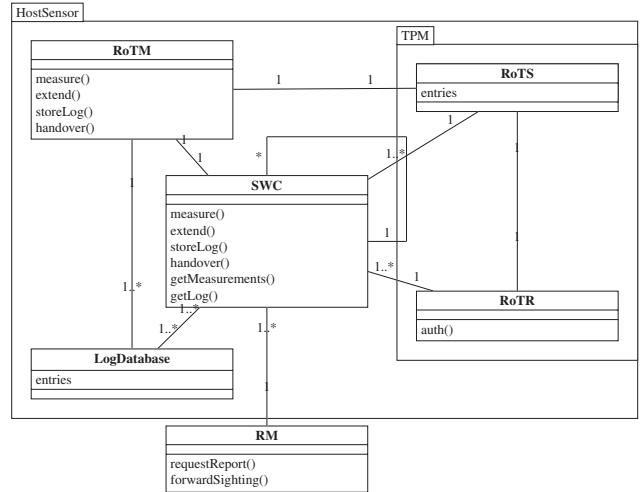 HostSensor
TPM
RoTM
measure()
extend()
storeLog()
handover()
1
1
RoTS
entries
1
1
*
1
1..*
1
SWC
measure()
extend()
storeLog()
handover()
getMeasurements()
getLog()
1
1
1
1..*
1
RoTR
auth()
1..*
1..*
1..*
1..*
LogDatabase
entries
1
RM
requestReport()
forwardSighting()